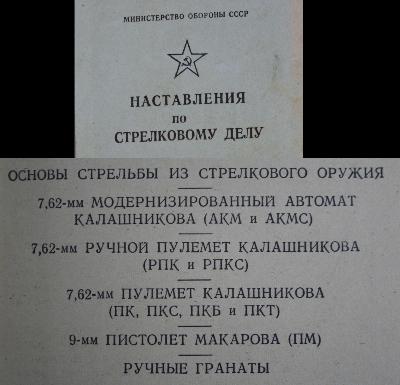 МИНИСТЕРСТВО ОБОРОНЫ СССР
НАСТАВЛЕНИЯ
ПО
СТРЕЛКОВОМУ ДЕЛУ
ОСНОВЫ СТРЕЛЬБЫ ИЗ СТРЕЛКОВОГО ОРУЖИЯ
7,62-мм МОДЕРНИЗИРОВАННЫЙ АВТОМАТ
КАЛАШНИКОВА (АКМ и АКМС)
7,62-мм РУЧНОЙ ПУЛЕМЕТ КАЛАШНИКОВА
(РПК и РПКС)
7,62-мм ПУЛЕМЕТ КАЛАШНИКОВА
(ПК, ПКС, ПКБ и ПКТ)
9-мм ПИСТОЛЕТ МАКАРОВА (ПМ)
РУЧНЫЕ ГРАНАТЫ